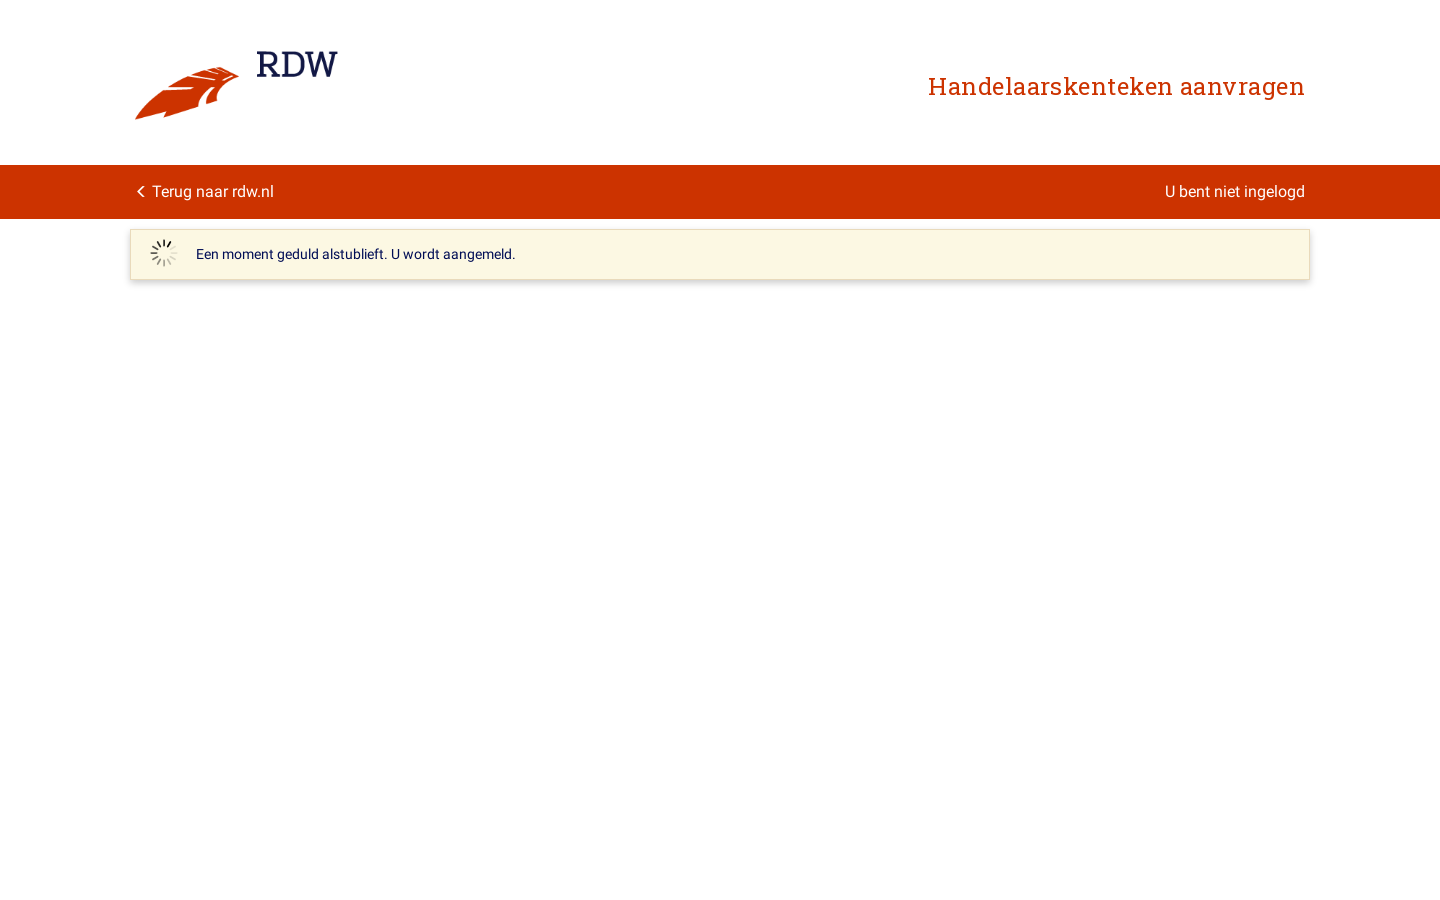 RDW
Handelaarskenteken aanvragen
Terug naar rdw.nl
U bent niet ingelogd
Een moment geduld alstublieft. U wordt aangemeld.